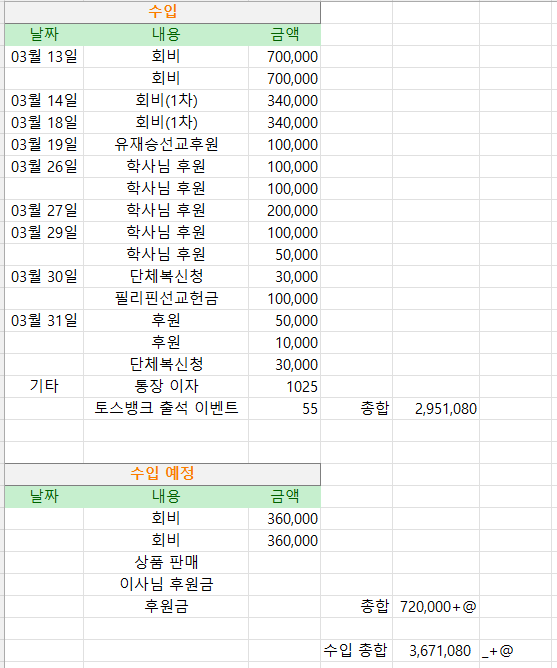 수입
날짜 내용 금액
03월 13일 회비 700,000
회비 700,000
03월 14일 회비(1차) 340,000
03월 18일 회비(1차) 340,000
03월 19일 유재승선교후원 100,000
03월 26일 학사님 후원 100,000
학사님 후원 100,000
03월 27일 학사님 후원 200,000
03월 29일 학사님 후원 100,000
학사님 후원 50,000
03월 30일 단체복신청 30,000
필리핀선교헌금 100,000
03월 31일 후원 50,000
후원 10,000
단체복신청 30,000
기타 통장 이자 1025
토스뱅크 출석 이벤트 55 총합 2,951,080
수입 예정
날짜 내용 금액
회비 360,000
회비 360,000
상품 판매
이사님 후원금
후원금 총합 720,000+@
수입 총합 3,671,080 _+@